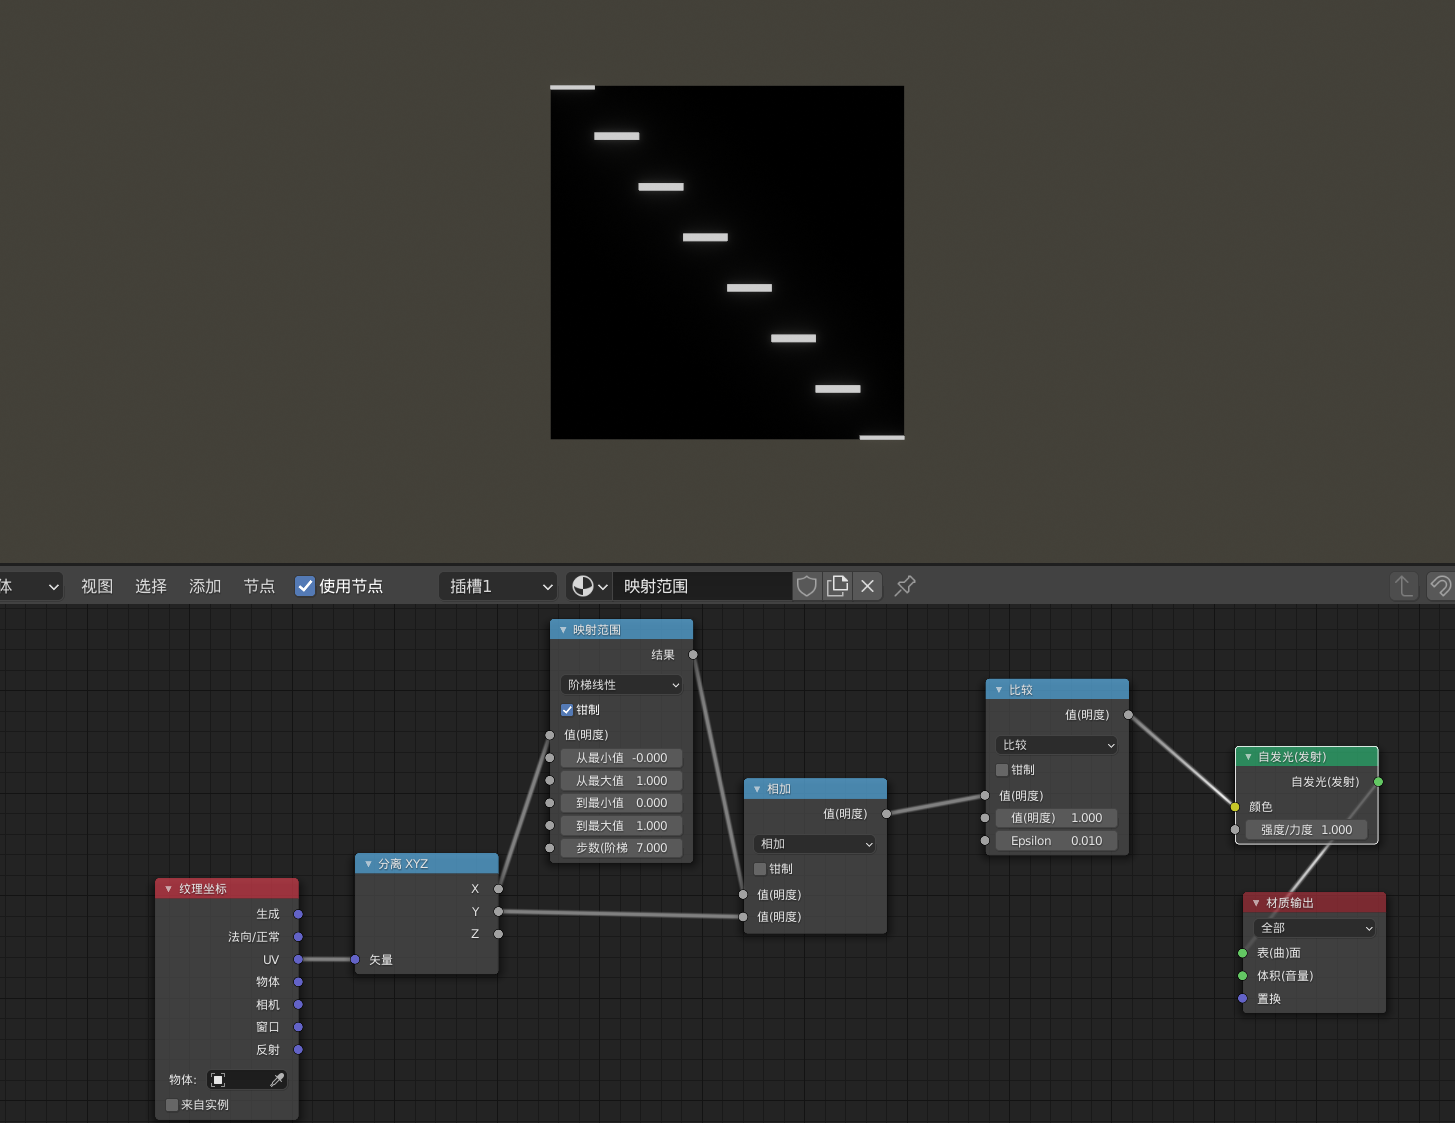 体 视图 选择 添加 节点 使用节点 插槽1 映射范围
映射范围
结果
阶梯线性
钳制
值(明度)
从最小值 -0.000
从最大值 1.000
到最小值 0.000
到最大值 1.000
步数(阶梯 7.000
比较
值(明度)
比较
钳制
值(明度)
值(明度) 1.000
Epsilon 0.010
自发光(发射)
自发光(发射)
颜色
强度/力度 1.000
相加
值(明度)
相加
钳制
值(明度)
值(明度)
分离 XYZ
X
Y
Z
矢量
纹理坐标
生成
法向/正常
UV
物体
相机
窗口
反射
物体:
来自实例
材质输出
全部
表(曲)面
体积(音量)
置换